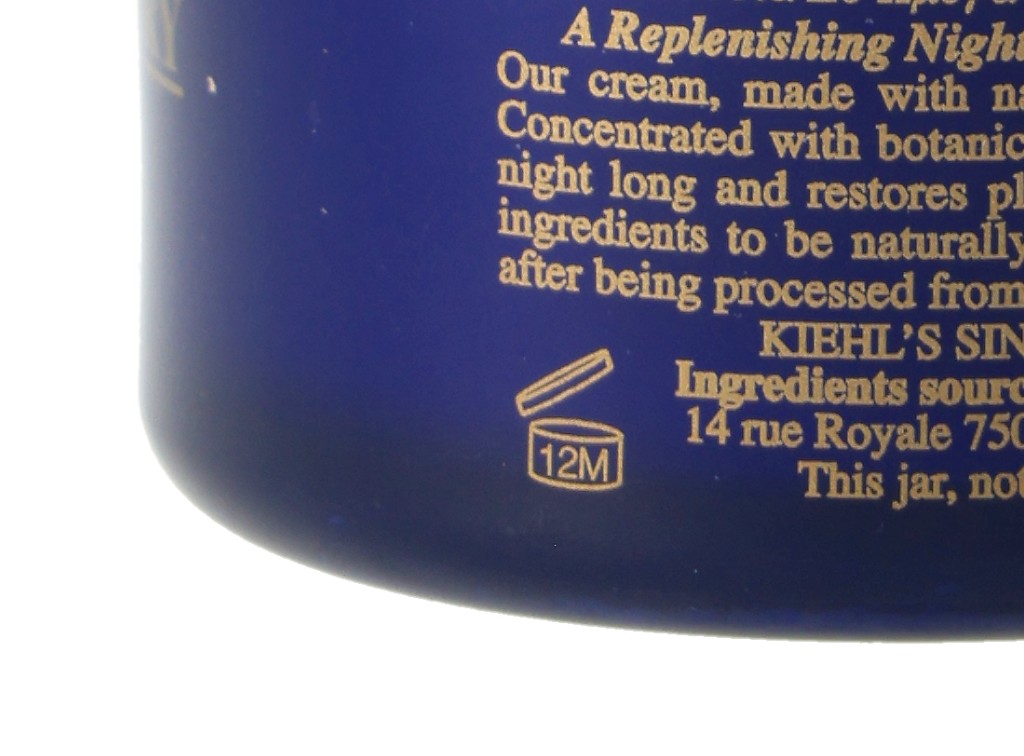 A Replenishing Night
Our cream, made with na
Concentrated with botanic
night long and restores pl
ingredients to be naturally
after being processed from
KIEHL'S SIN
Ingredients sourc
14 rue Royale 750
This jar, not
12M